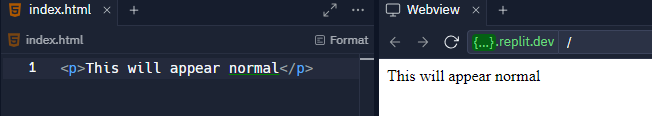 index.html
Webview
index.html
Format
{...}.replit.dev /
1 <p>This will appear normal</p>
This will appear normal